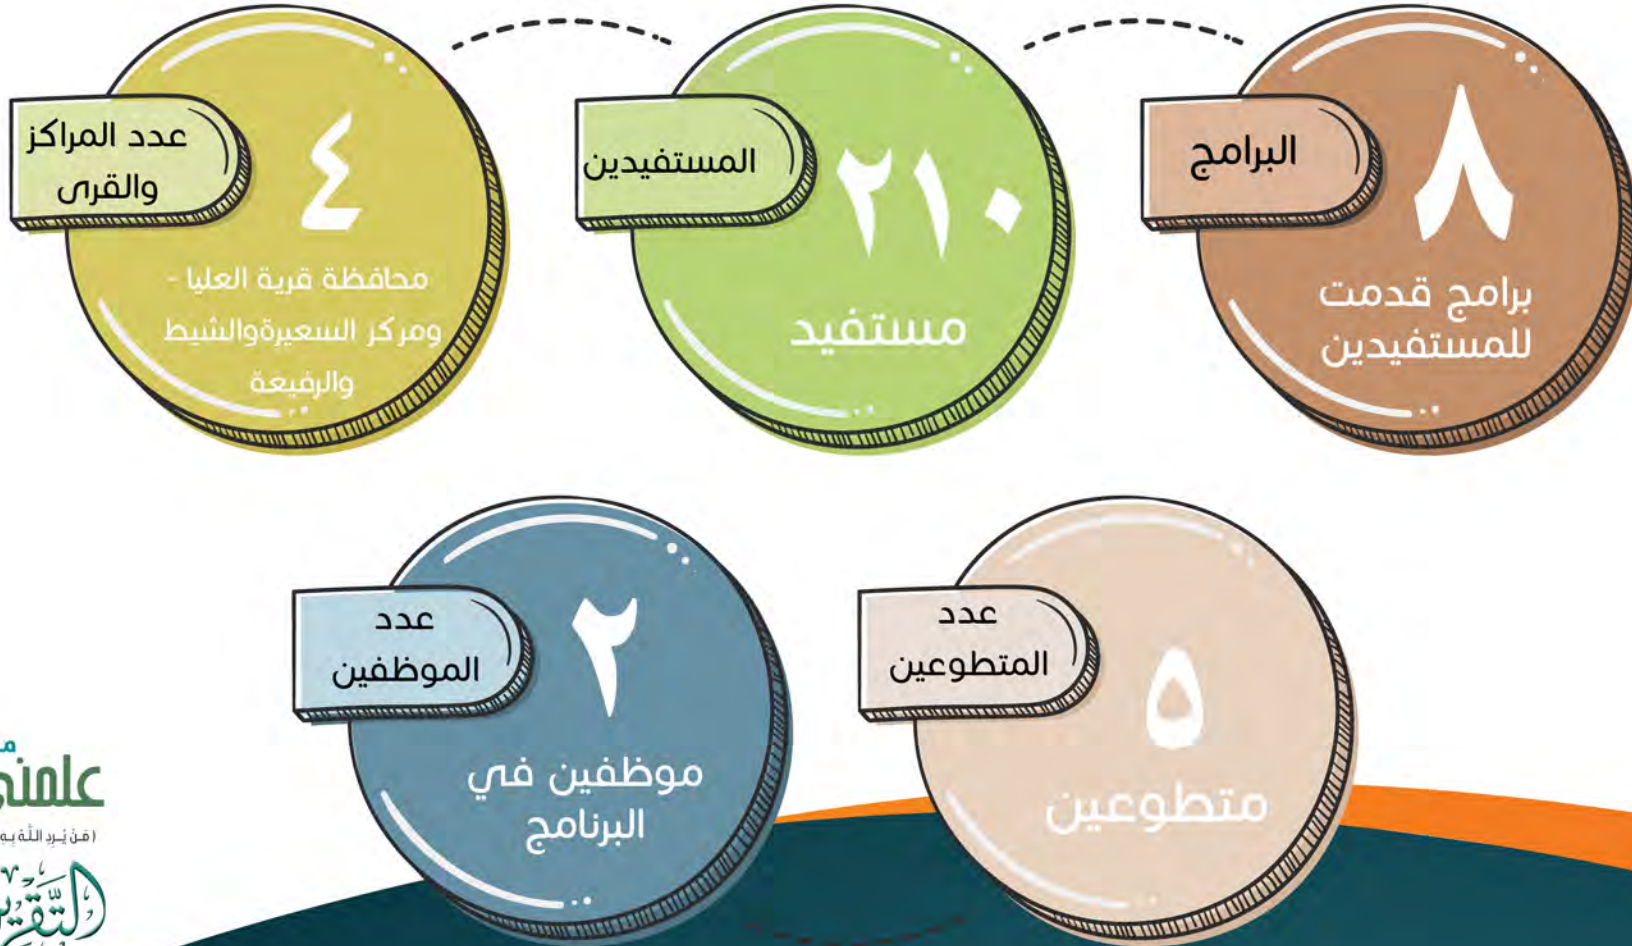 البرامج
٨
برامج قدمت
للمستفيدين
المستفيدين
٢١٠
مستفيد
عدد المراكز
والقرى
٤
محافظة قرية العليا -
ومركز السعيرةوالشيط
والرفيعة
عدد
المتطوعين
٥
متطوعين
عدد
الموظفين
٢
موظفين في
البرنامج
(مَنْ يُرِدِ اللَّهُ بِهِ